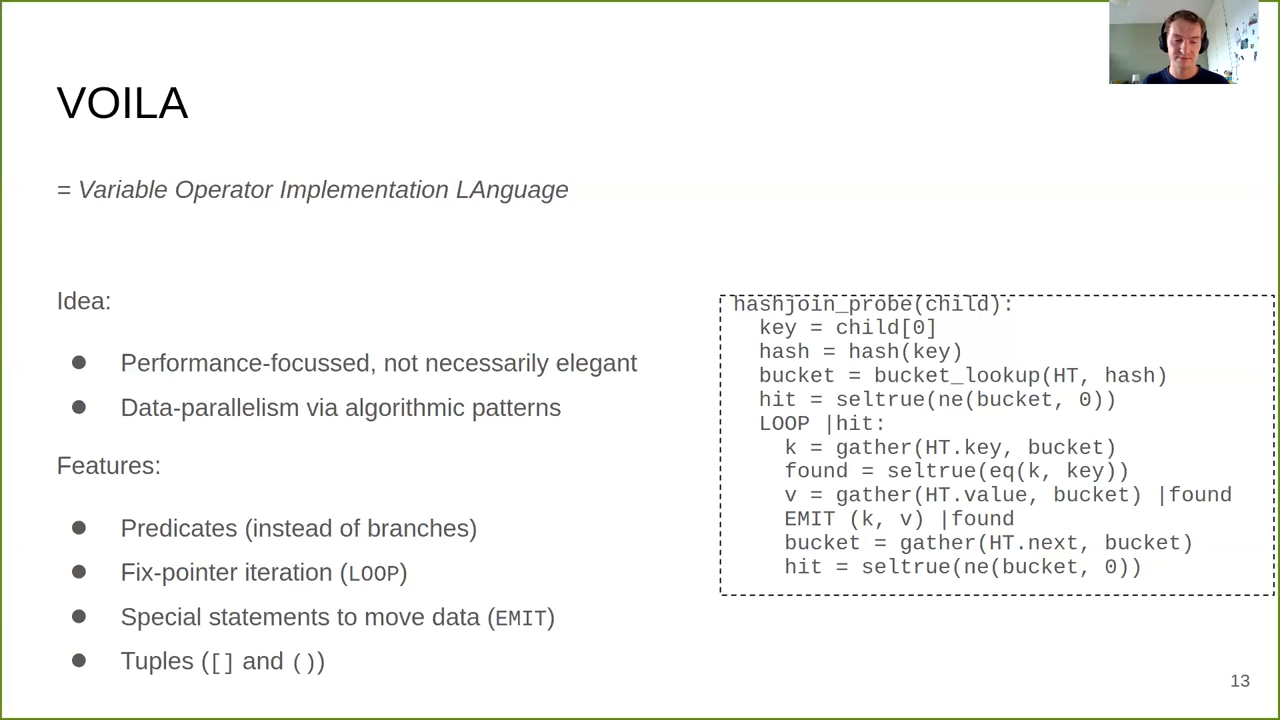 VOILA
= Variable Operator Implementation LAnguage
Idea:
● Performance-focussed, not necessarily elegant
● Data-parallelism via algorithmic patterns
Features:
● Predicates (instead of branches)
● Fix-pointer iteration (LOOP)
● Special statements to move data (EMIT)
● Tuples ([] and ())
hashjoin_probe(child):
  key = child[0]
  hash = hash(key)
  bucket = bucket_lookup(HT, hash)
  hit = seltrue(ne(bucket, 0))
  LOOP |hit:
    k = gather(HT.key, bucket)
    found = seltrue(eq(k, key))
    v = gather(HT.value, bucket) |found
    EMIT (k, v) |found
    bucket = gather(HT.next, bucket)
    hit = seltrue(ne(bucket, 0))
13